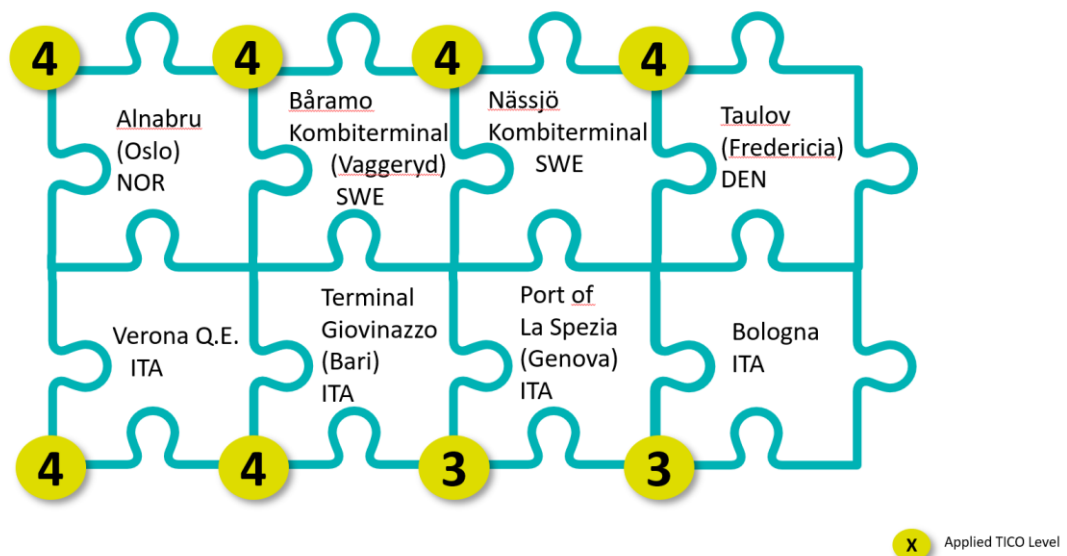 4
4
4
4
Alnabru
(Oslo)
NOR
Båramo
Kombiterminal
(Vaggeryd)
SWE
Nässjö
Kombiterminal
SWE
Taulov
(Fredericia)
DEN
Verona Q.E.
ITA
Terminal
Giovinazzo
(Bari)
ITA
Port of
La Spezia
(Genova)
ITA
Bologna
ITA
4
4
3
3
X Applied TICO Level